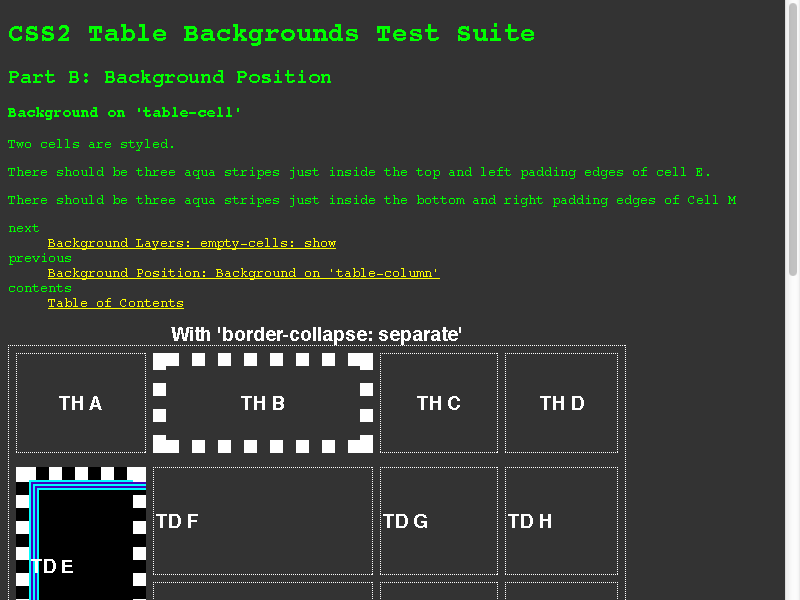 CSS2 Table Backgrounds Test Suite
Part B: Background Position
Background on 'table-cell'
Two cells are styled.
There should be three aqua stripes just inside the top and left padding edges of cell E.
There should be three aqua stripes just inside the bottom and right padding edges of Cell M
next
Background Layers: empty-cells: show
previous
Background Position: Background on 'table-column'
contents
Table of Contents
With 'border-collapse: separate'
TH A TH B TH C TH D
TD F TD G TD H
TD E